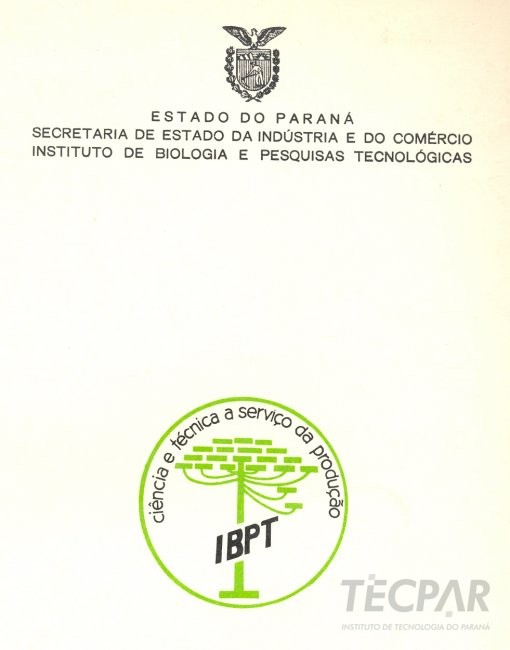 ESTADO DO PARANÁ
SECRETARIA DE ESTADO DA INDÚSTRIA E DO COMÉRCIO
INSTITUTO DE BIOLOGIA E PESQUISAS TECNOLÓGICAS
ciência e técnica a serviço da produção
IBPT
TECPAR
INSTITUTO DE TECNOLOGIA DO PARANÁ